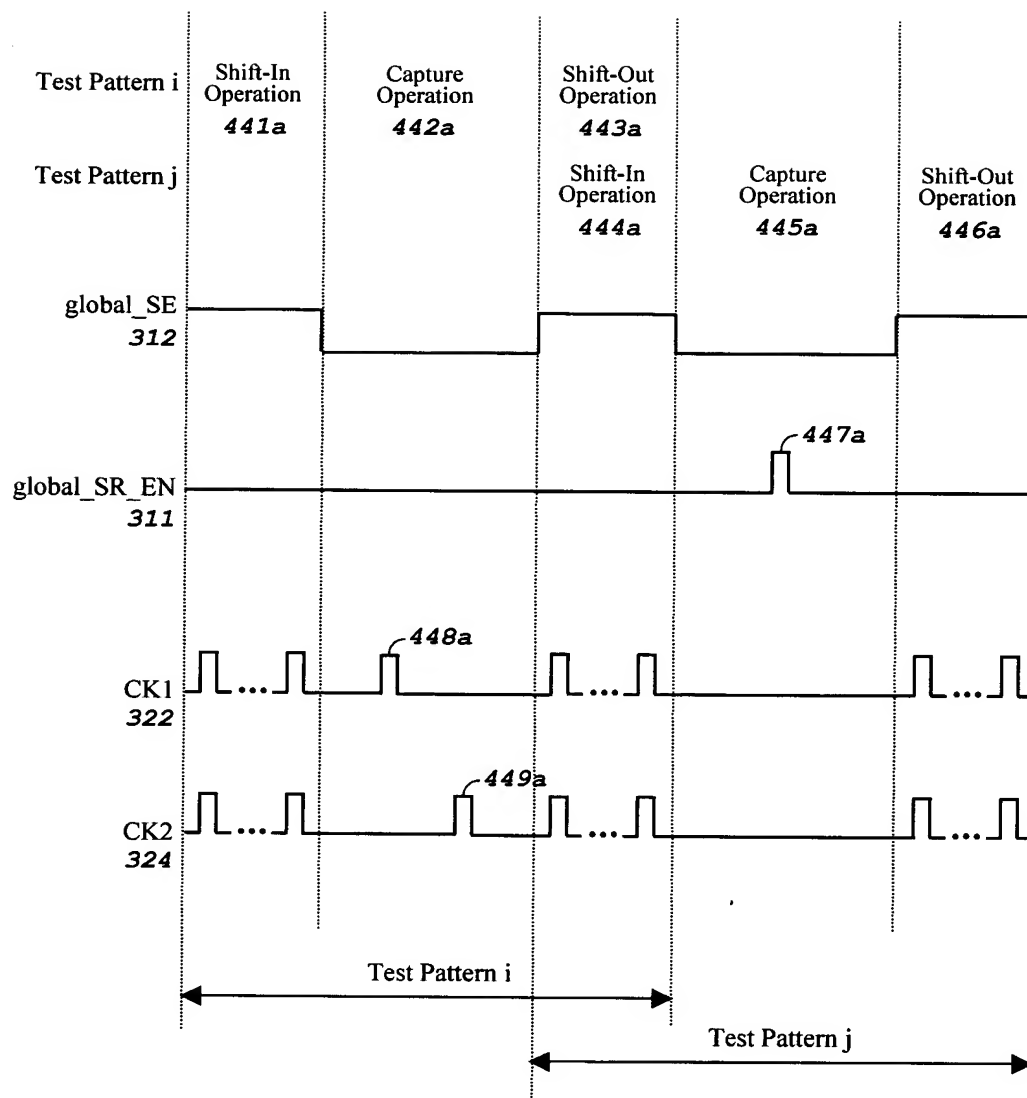 Test Pattern i
Shift-In
Operation
441a
Capture
Operation
442a
Shift-Out
Operation
443a
Test Pattern j
Shift-In
Operation
444a
Capture
Operation
445a
Shift-Out
Operation
446a
global_SE
312
447a
global_SR_EN
311
448a
CK1
322
449a
CK2
324
Test Pattern i
Test Pattern j